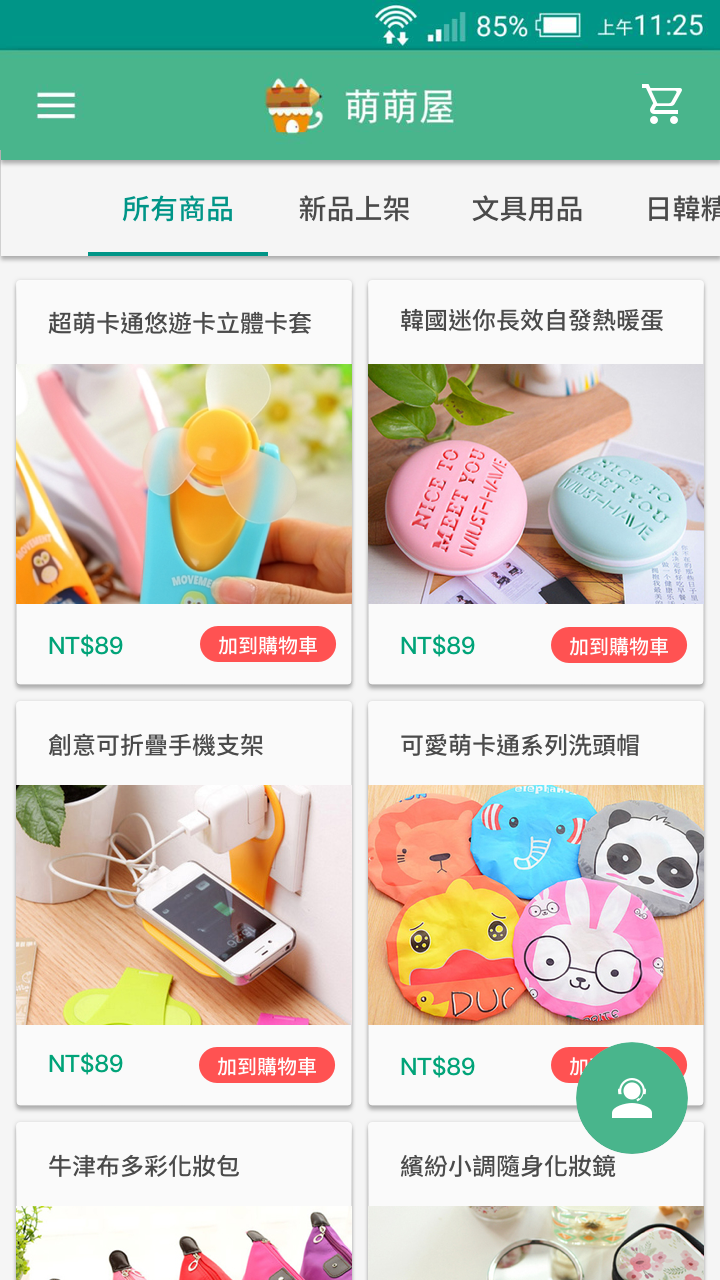 85% 上午11:25
萌萌屋
所有商品 新品上架 文具用品 日韓精
超萌卡通悠遊卡立體卡套
韓國迷你長效自發熱暖蛋
MOVEMENT
MOVEMEN
NICE TO
MEET YOU
MUST-HAVE
NICE TO
MEET YOU
MUST-HAVE
NT$89 加到購物車
NT$89 加到購物車
創意可折疊手機支架
可愛萌卡通系列洗頭帽
elephant
DUC
NT$89 加到購物車
NT$89 加
牛津布多彩化妝包
繽紛小調隨身化妝鏡